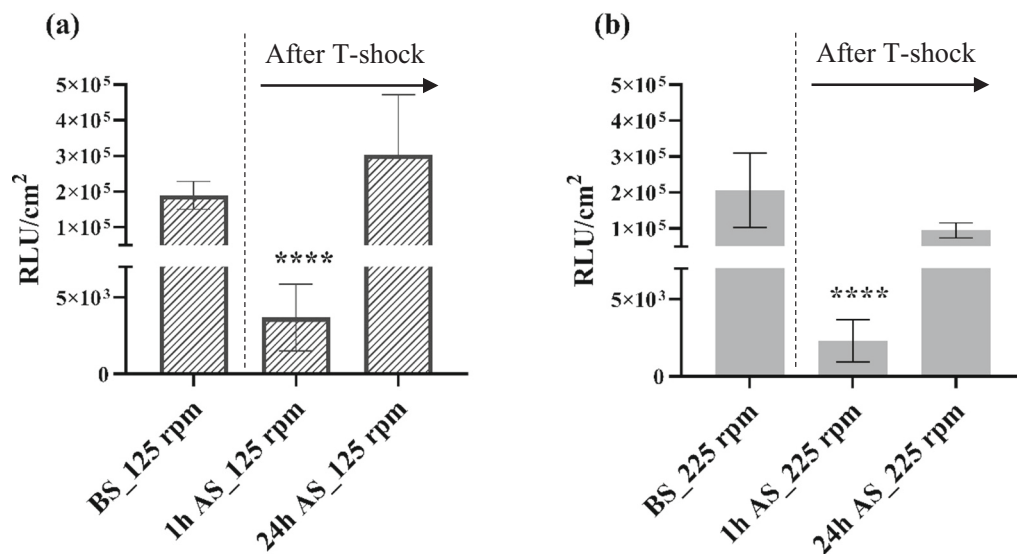 (a)
After T-shock
5×10⁵
4×10⁵
3×10⁵
2×10⁵
1×10⁵
5×10³
0
RLU/cm²
****
BS_125 rpm
1h AS_125 rpm
24h AS_125 rpm
(b)
After T-shock
5×10⁵
4×10⁵
3×10⁵
2×10⁵
1×10⁵
5×10³
0
RLU/cm²
****
BS_225 rpm
1h AS_225 rpm
24h AS_225 rpm